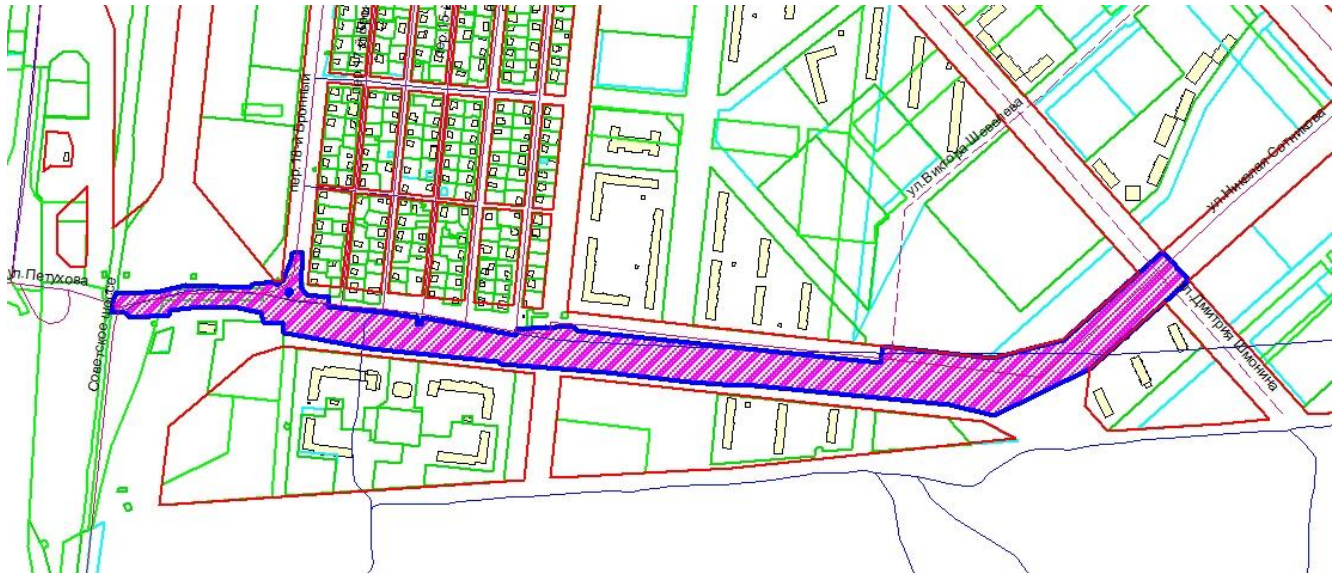 пер. 18-й Бронный
ул.Виктора Шевелева
ул.Николая Сотникова
ул.Петухова
Советское шоссе
ул.Дмитрия Шмонина